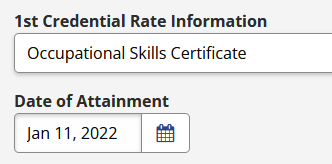 1st Credential Rate Information
Occupational Skills Certificate
Date of Attainment
Jan 11, 2022